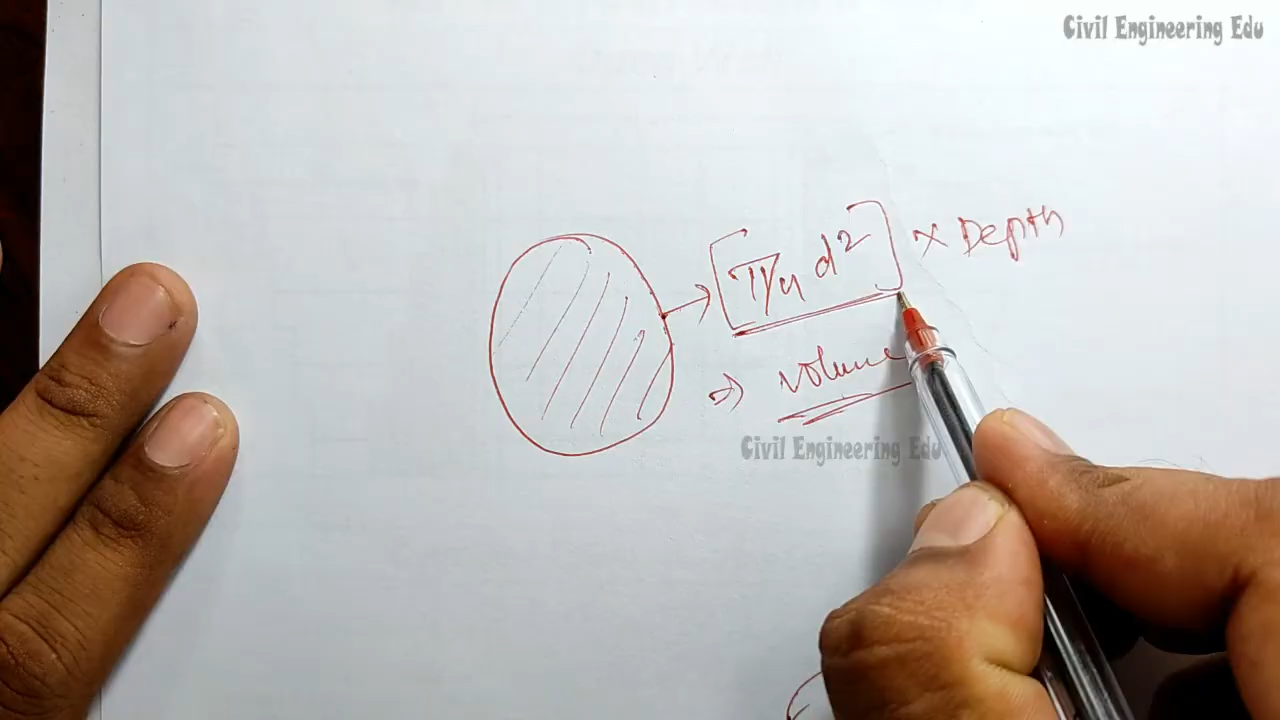 Civil Engineering Edu
[π/4 d²] × Depth
⇒ volume
Civil Engineering Edu